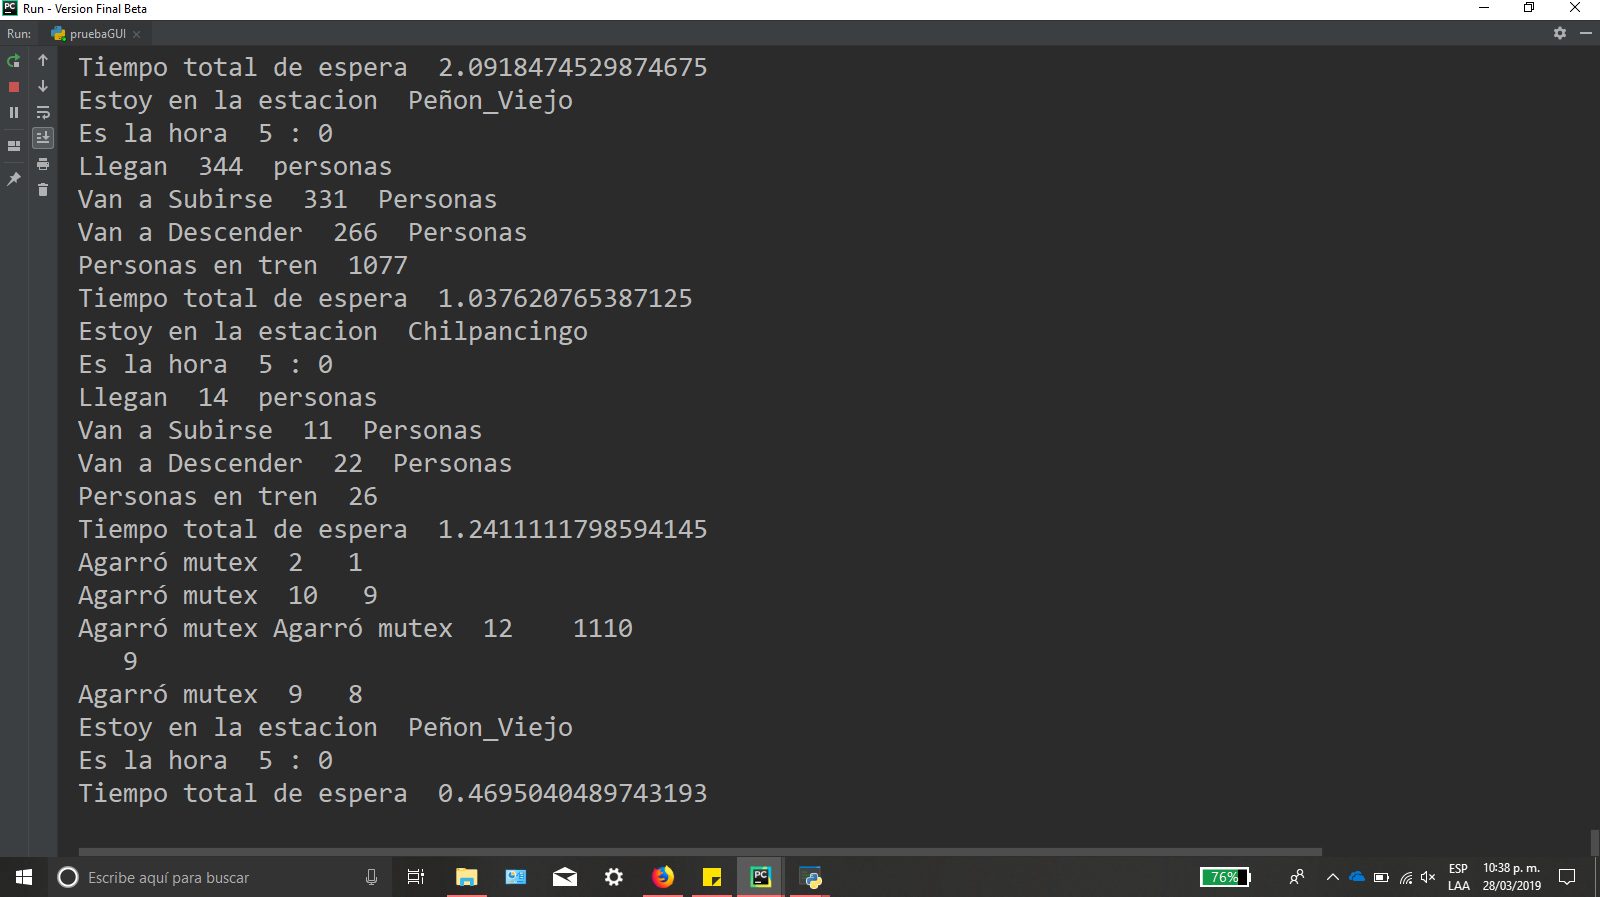 Run - Version Final Beta
Run: pruebaGUI
Tiempo total de espera  2.0918474529874675
Estoy en la estacion  Peñon_Viejo
Es la hora  5 : 0
Llegan  344  personas
Van a Subirse  331  Personas
Van a Descender  266  Personas
Personas en tren  1077
Tiempo total de espera  1.037620765387125
Estoy en la estacion  Chilpancingo
Es la hora  5 : 0
Llegan  14  personas
Van a Subirse  11  Personas
Van a Descender  22  Personas
Personas en tren  26
Tiempo total de espera  1.2411111798594145
Agarró mutex  2   1
Agarró mutex  10   9
Agarró mutex Agarró mutex  12    1110
   9
Agarró mutex  9   8
Estoy en la estacion  Peñon_Viejo
Es la hora  5 : 0
Tiempo total de espera  0.4695040489743193
Escribe aquí para buscar
76%
ESP
LAA
10:38 p. m.
28/03/2019